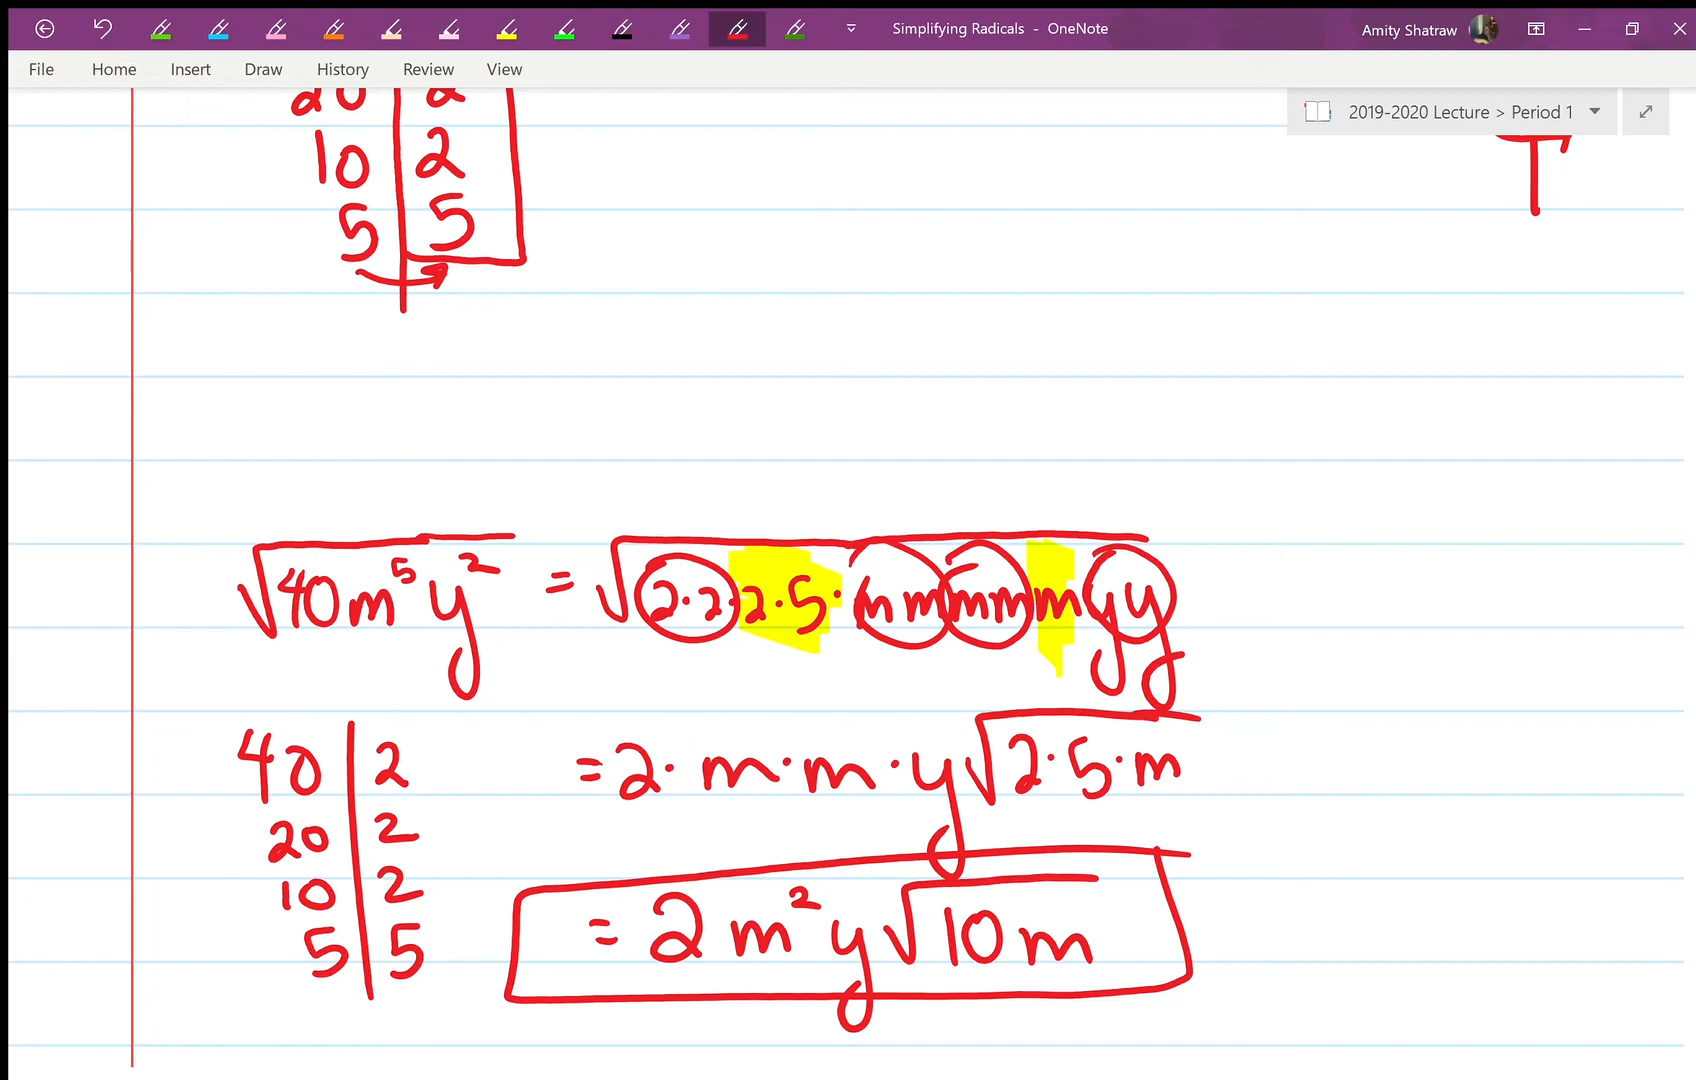 Simplifying Radicals - OneNote
Amity Shatraw
File Home Insert Draw History Review View
2019-2020 Lecture > Period 1
20 | 2
10 | 2
5 | 5
√40m⁵y² = √2·2·2·5·mmmmmyy
40 | 2
20 | 2
10 | 2
5 | 5
= 2·m·m·y√2·5·m
= 2m²y√10m